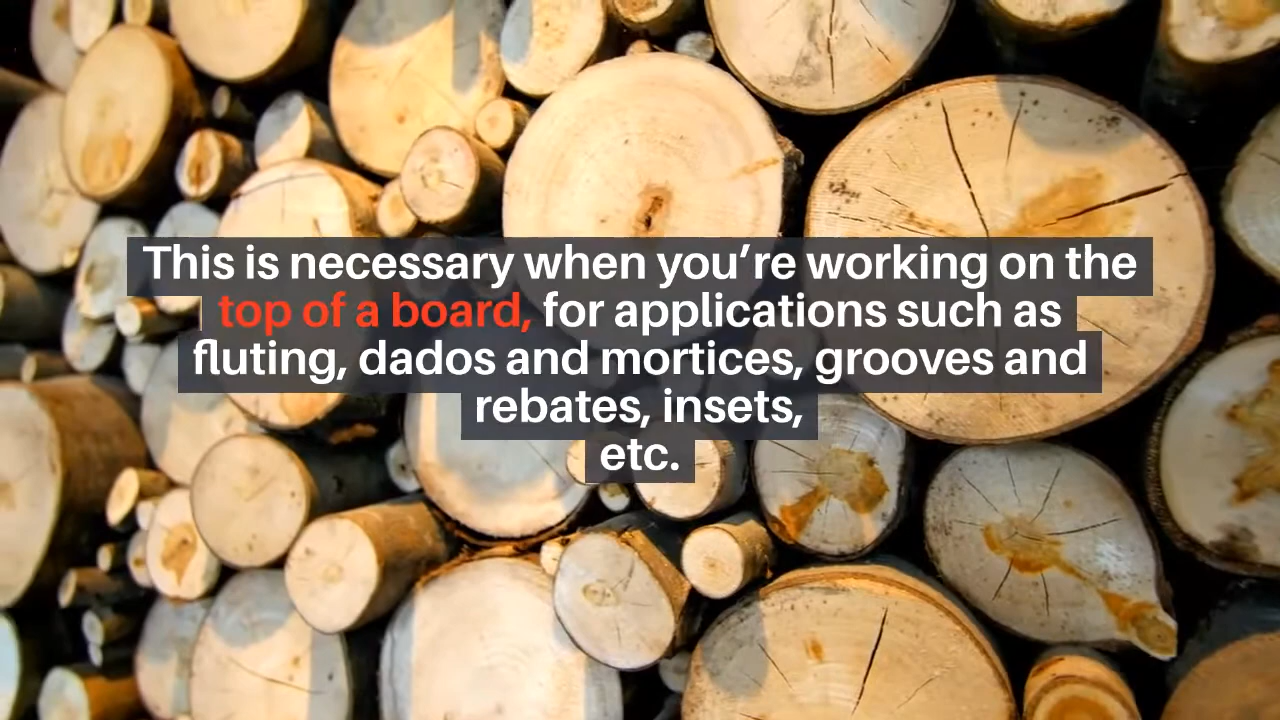 This is necessary when you’re working on the
top of a board, for applications such as
fluting, dados and mortices, grooves and
rebates, insets,
etc.